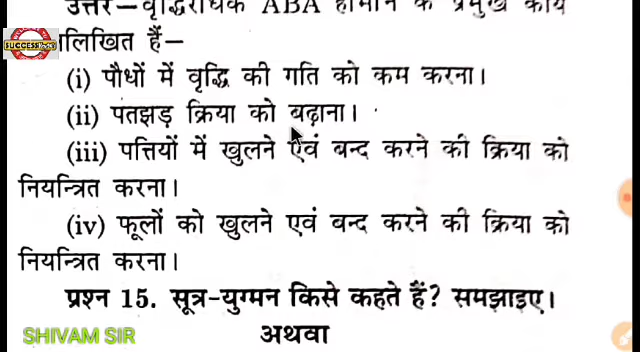 उत्तर—वृद्धिरोधक ABA हॉर्मोन के प्रमुख कार्य
SUCCESS
लिखित हैं—
(i) पौधों में वृद्धि की गति को कम करना।
(ii) पतझड़ क्रिया को बढ़ाना।
(iii) पत्तियों में खुलने एवं बन्द करने की क्रिया को
नियन्त्रित करना।
(iv) फूलों को खुलने एवं बन्द करने की क्रिया को
नियन्त्रित करना।
प्रश्न 15. सूत्र-युग्मन किसे कहते हैं? समझाइए।
SHIVAM SIR
अथवा